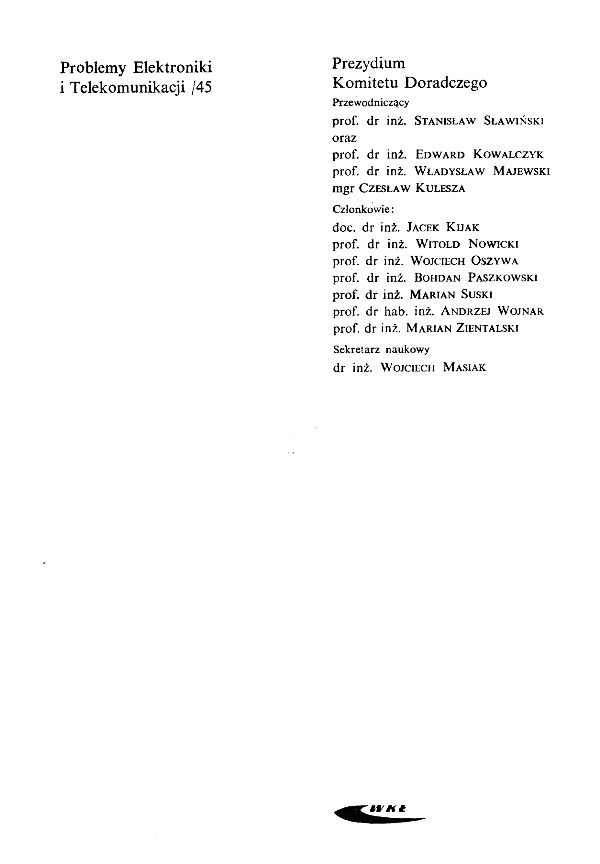 Problemy Elektroniki
i Telekomunikacji /45
Prezydium
Komitetu Doradczego
Przewodniczący
prof. dr inż. STANISŁAW SŁAWIŃSKI
oraz
prof. dr inż. EDWARD KOWALCZYK
prof. dr inż. WŁADYSŁAW MAJEWSKI
mgr CZESŁAW KULESZA
Członkowie:
doc. dr inż. JACEK KIJAK
prof. dr inż. WITOLD NOWICKI
prof. dr inż. WOJCIECH OSZYWA
prof. dr inż. BOHDAN PASZKOWSKI
prof. dr inż. MARIAN SUSKI
prof. dr hab. inż. ANDRZEJ WOJNAR
prof. dr inż. MARIAN ZIENTALSKI
Sekretarz naukowy
dr inż. WOJCIECH MASIAK
WKŁ